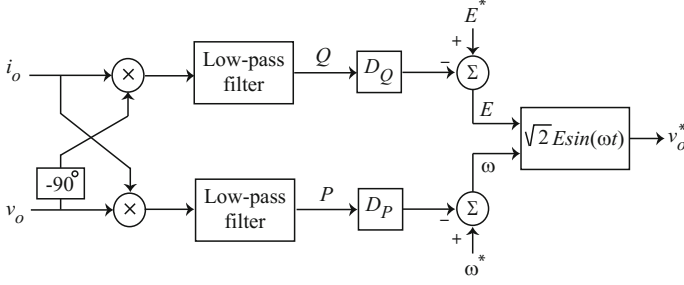 E*
+
i_o
×
Low-pass
filter
Q
D_Q
−
Σ
E
-90°
√2 Esin(ωt)
v_o*
ω
v_o
×
Low-pass
filter
P
D_P
−
Σ
+
ω*